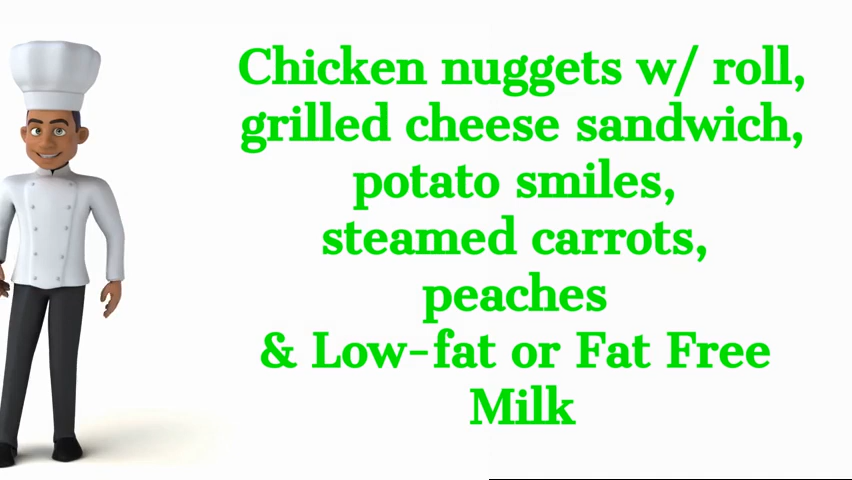 Chicken nuggets w/ roll,
grilled cheese sandwich,
potato smiles,
steamed carrots,
peaches
& Low-fat or Fat Free
Milk